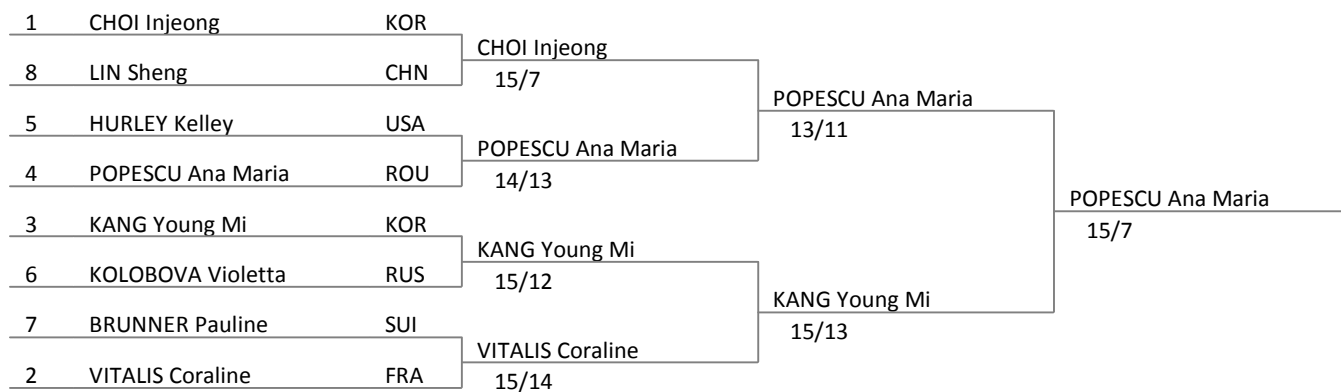 1 CHOI Injeong KOR
8 LIN Sheng CHN
5 HURLEY Kelley USA
4 POPESCU Ana Maria ROU
3 KANG Young Mi KOR
6 KOLOBOVA Violetta RUS
7 BRUNNER Pauline SUI
2 VITALIS Coraline FRA
CHOI Injeong
15/7
POPESCU Ana Maria
14/13
KANG Young Mi
15/12
VITALIS Coraline
15/14
POPESCU Ana Maria
13/11
KANG Young Mi
15/13
POPESCU Ana Maria
15/7